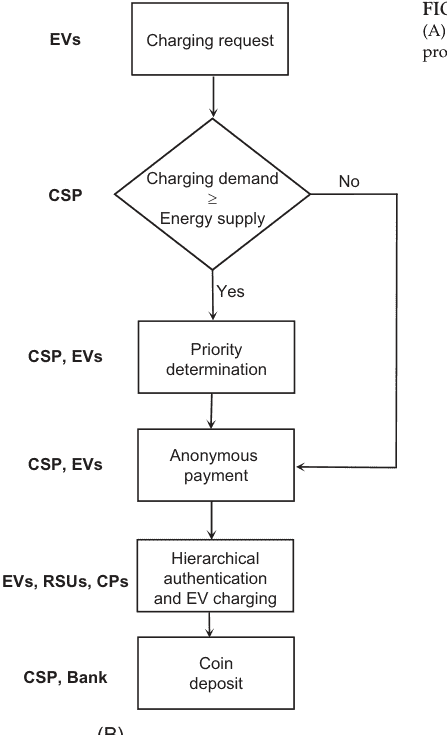 FIG
(A)
pro
EVs
Charging request
CSP
Charging demand
≥
Energy supply
No
Yes
CSP, EVs
Priority
determination
CSP, EVs
Anonymous
payment
EVs, RSUs, CPs
Hierarchical
authentication
and EV charging
CSP, Bank
Coin
deposit
(B)